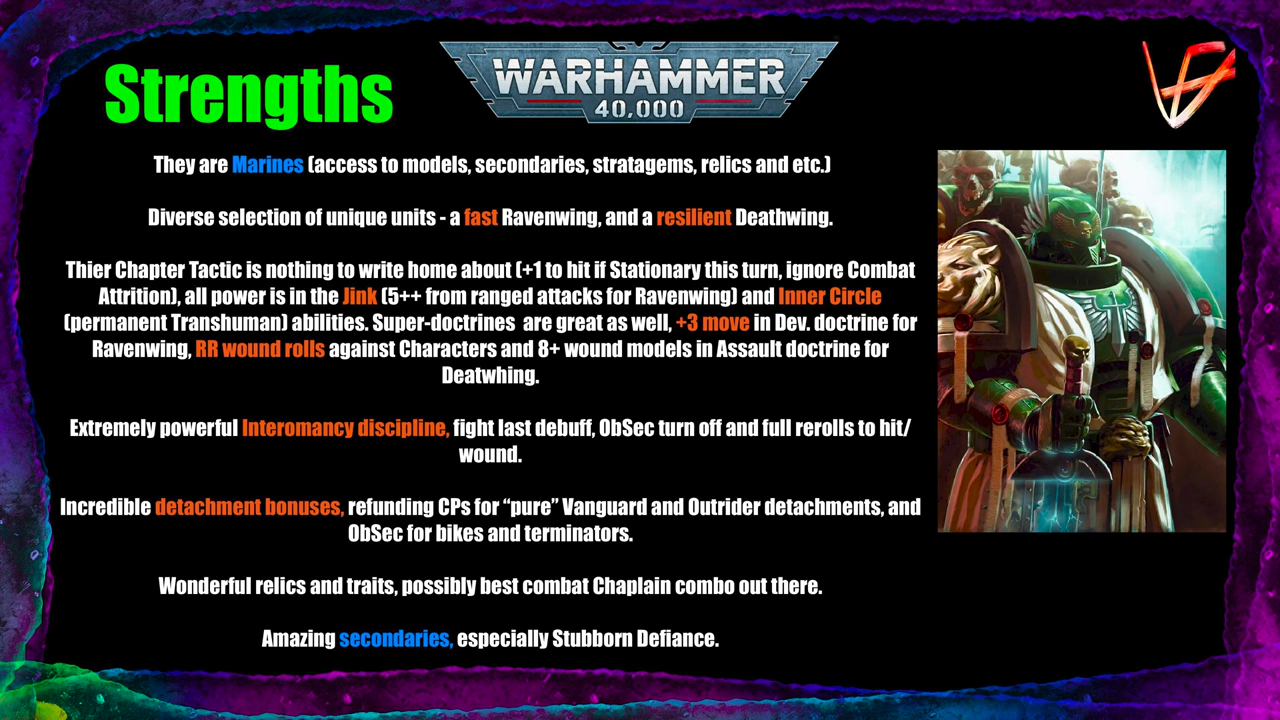 Strengths
WARHAMMER
40,000
They are Marines (access to models, secondaries, stratagems, relics and etc.)
Diverse selection of unique units - a fast Ravenwing, and a resilient Deathwing.
Thier Chapter Tactic is nothing to write home about (+1 to hit if Stationary this turn, ignore Combat
Attrition), all power is in the Jink (5++ from ranged attacks for Ravenwing) and Inner Circle
(permanent Transhuman) abilities. Super-doctrines are great as well, +3 move in Dev. doctrine for
Ravenwing, RR wound rolls against Characters and 8+ wound models in Assault doctrine for
Deatwhing.
Extremely powerful Interomancy discipline, fight last debuff, ObSec turn off and full rerolls to hit/
wound.
Incredible detachment bonuses, refunding CPs for “pure” Vanguard and Outrider detachments, and
ObSec for bikes and terminators.
Wonderful relics and traits, possibly best combat Chaplain combo out there.
Amazing secondaries, especially Stubborn Defiance.